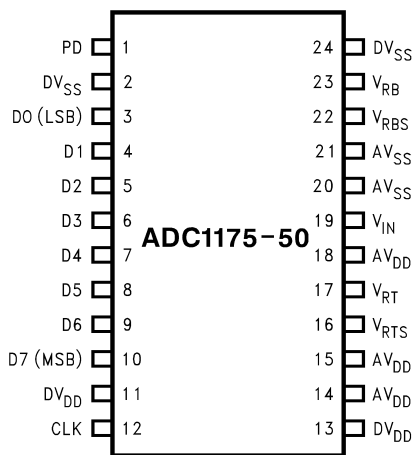 PD 1 24 DVSS
DVSS 2 23 VRB
D0 (LSB) 3 22 VRBS
D1 4 21 AVSS
D2 5 20 AVSS
D3 6 19 VIN
ADC1175-50
D4 7 18 AVDD
D5 8 17 VRT
D6 9 16 VRTS
D7 (MSB) 10 15 AVDD
DVDD 11 14 AVDD
CLK 12 13 DVDD